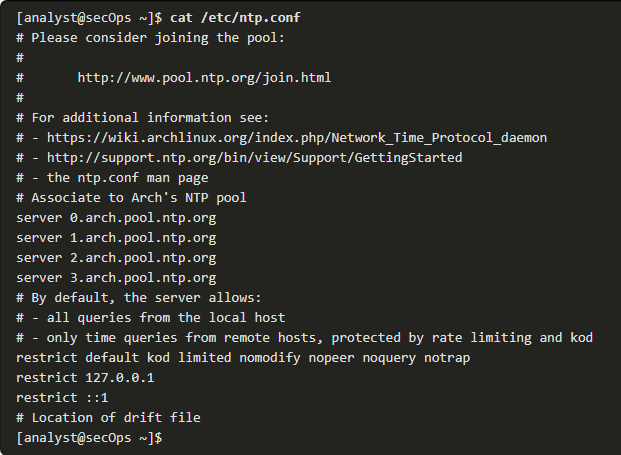 [analyst@secOps ~]$ cat /etc/ntp.conf
# Please consider joining the pool:
#
#       http://www.pool.ntp.org/join.html
#
# For additional information see:
# - https://wiki.archlinux.org/index.php/Network_Time_Protocol_daemon
# - http://support.ntp.org/bin/view/Support/GettingStarted
# - the ntp.conf man page
# Associate to Arch's NTP pool
server 0.arch.pool.ntp.org
server 1.arch.pool.ntp.org
server 2.arch.pool.ntp.org
server 3.arch.pool.ntp.org
# By default, the server allows:
# - all queries from the local host
# - only time queries from remote hosts, protected by rate limiting and kod
restrict default kod limited nomodify nopeer noquery notrap
restrict 127.0.0.1
restrict ::1
# Location of drift file
[analyst@secOps ~]$